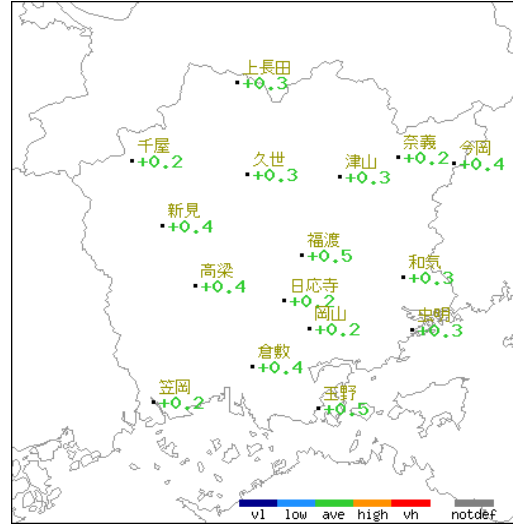 上長田
+0.3
千屋
+0.2
久世
+0.3
津山
+0.3
奈義
+0.2
今岡
+0.4
新見
+0.4
福渡
+0.5
和気
+0.3
高梁
+0.4
日応寺
+0.2
岡山
+0.2
虫明
+0.3
倉敷
+0.4
笠岡
+0.2
玉野
+0.5
vl low ave high vh notdef